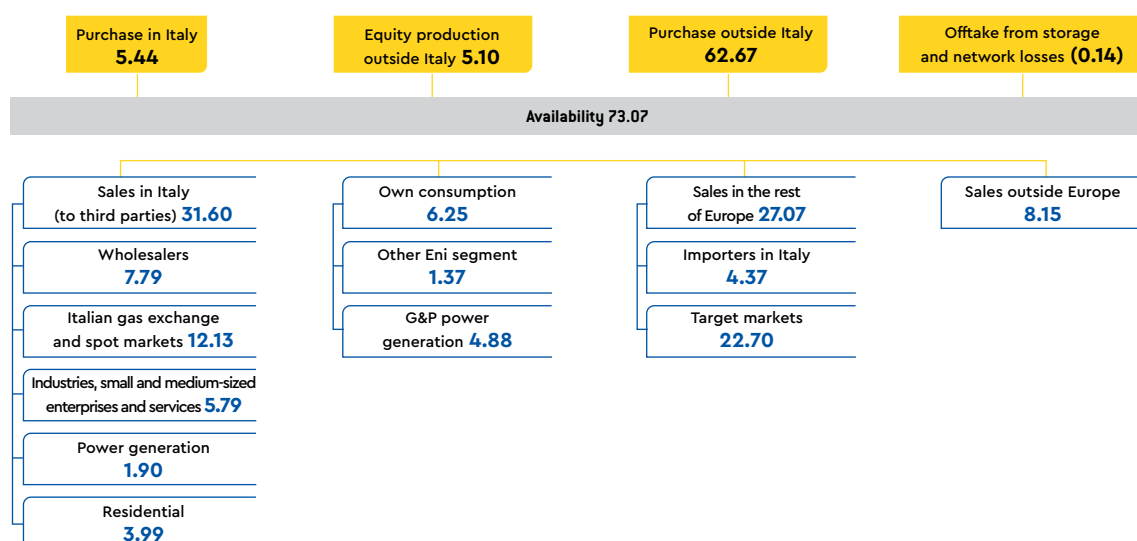 Purchase in Italy
5.44
Equity production
outside Italy 5.10
Purchase outside Italy
62.67
Offtake from storage
and network losses (0.14)
Availability 73.07
Sales in Italy
(to third parties) 31.60
Wholesalers
7.79
Italian gas exchange
and spot markets 12.13
Industries, small and medium-sized
enterprises and services 5.79
Power generation
1.90
Residential
3.99
Own consumption
6.25
Other Eni segment
1.37
G&P power
generation 4.88
Sales in the rest
of Europe 27.07
Importers in Italy
4.37
Target markets
22.70
Sales outside Europe
8.15